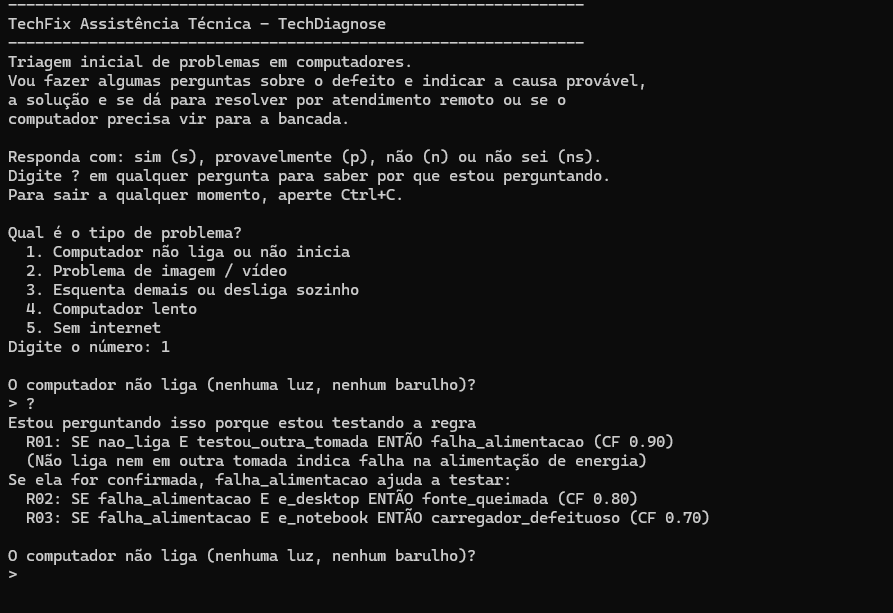 ----------------------------------------------------------------
TechFix Assistência Técnica - TechDiagnose
----------------------------------------------------------------
Triagem inicial de problemas em computadores.
Vou fazer algumas perguntas sobre o defeito e indicar a causa provável,
a solução e se dá para resolver por atendimento remoto ou se o
computador precisa vir para a bancada.

Responda com: sim (s), provavelmente (p), não (n) ou não sei (ns).
Digite ? em qualquer pergunta para saber por que estou perguntando.
Para sair a qualquer momento, aperte Ctrl+C.

Qual é o tipo de problema?
  1. Computador não liga ou não inicia
  2. Problema de imagem / vídeo
  3. Esquenta demais ou desliga sozinho
  4. Computador lento
  5. Sem internet
Digite o número: 1

O computador não liga (nenhuma luz, nenhum barulho)?
> ?
Estou perguntando isso porque estou testando a regra
  R01: SE nao_liga E testou_outra_tomada ENTÃO falha_alimentacao (CF 0.90)
  (Não liga nem em outra tomada indica falha na alimentação de energia)
Se ela for confirmada, falha_alimentacao ajuda a testar:
  R02: SE falha_alimentacao E e_desktop ENTÃO fonte_queimada (CF 0.80)
  R03: SE falha_alimentacao E e_notebook ENTÃO carregador_defeituoso (CF 0.70)

O computador não liga (nenhuma luz, nenhum barulho)?
>